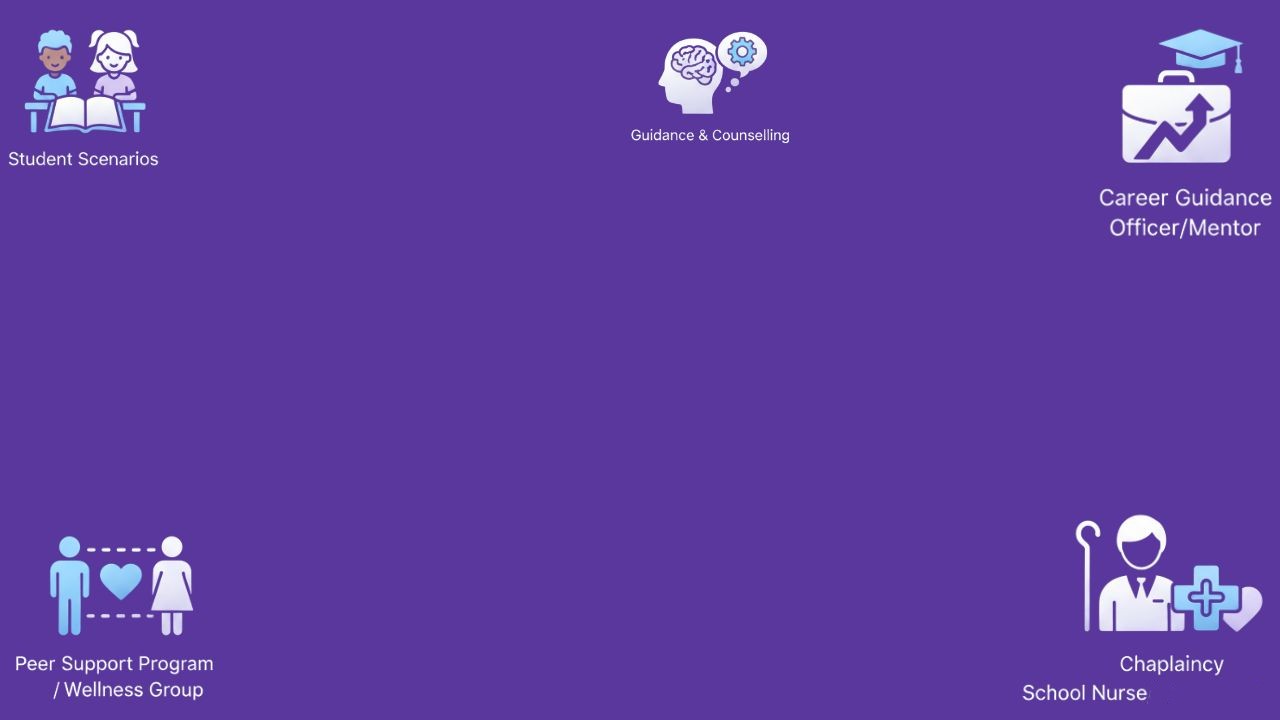 Student Scenarios
Guidance & Counselling
Career Guidance
Officer/Mentor
Peer Support Program
/ Wellness Group
Chaplaincy
School Nurse